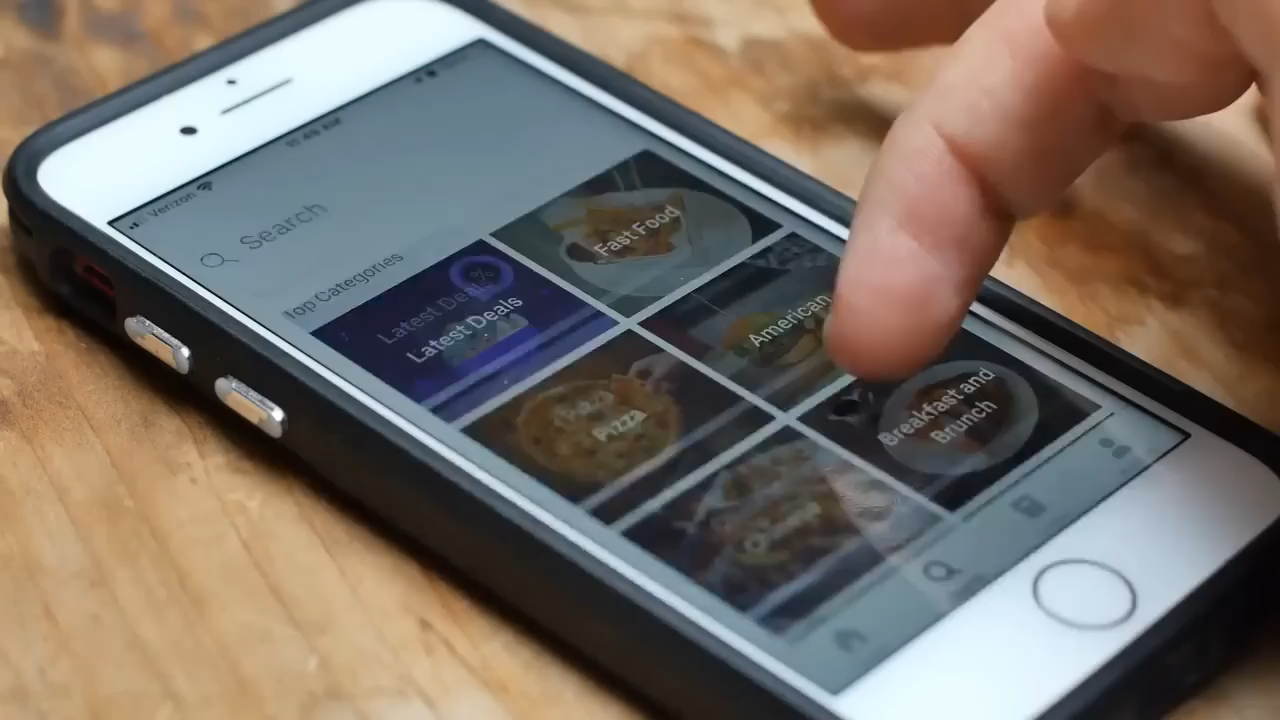 Verizon
Search
Top Categories
Latest Deals
Latest Deals
%
Fast Food
Pizza
Pizza
American
Breakfast and
Brunch